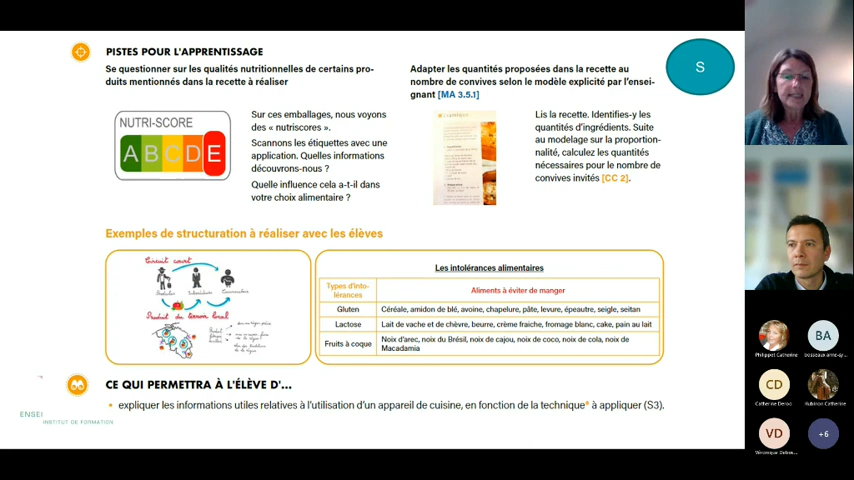 PISTES POUR L'APPRENTISSAGE
Se questionner sur les qualités nutritionnelles de certains pro-
duits mentionnés dans la recette à réaliser
NUTRI-SCORE
A B C D E
Sur ces emballages, nous voyons
des « nutriscores ».
Scannons les étiquettes avec une
application. Quelles informations
découvrons-nous ?
Quelle influence cela a-t-il dans
votre choix alimentaire ?
Adapter les quantités proposées dans la recette au
nombre de convives selon le modèle explicité par l'ensei-
gnant [MA 3.5.1]
Lis la recette. Identifies-y les
quantités d'ingrédients. Suite
au modelage sur la proportion-
nalité, calculez les quantités
nécessaires pour le nombre de
convives invités [CC 2].
S
Exemples de structuration à réaliser avec les élèves
Circuit court
Producteur
Consommateur
Produit du terroir local
Les intolérances alimentaires
Types d'into-
lérances
Aliments à éviter de manger
Gluten
Céréale, amidon de blé, avoine, chapelure, pâte, levure, épeautre, seigle, seitan
Lactose
Lait de vache et de chèvre, beurre, crème fraiche, fromage blanc, cake, pain au lait
Fruits à coque
Noix d'arec, noix du Brésil, noix de cajou, noix de coco, noix de cola, noix de
Macadamia
CE QUI PERMETTRA À L'ÉLÈVE D'...
• expliquer les informations utiles relatives à l'utilisation d'un appareil de cuisine, en fonction de la technique* à appliquer (S3).
ENSEI
INSTITUT DE FORMATION
Philippet Catherine
BA
CD
Catherine Deroo
Hubinon Catherine
VD
+6